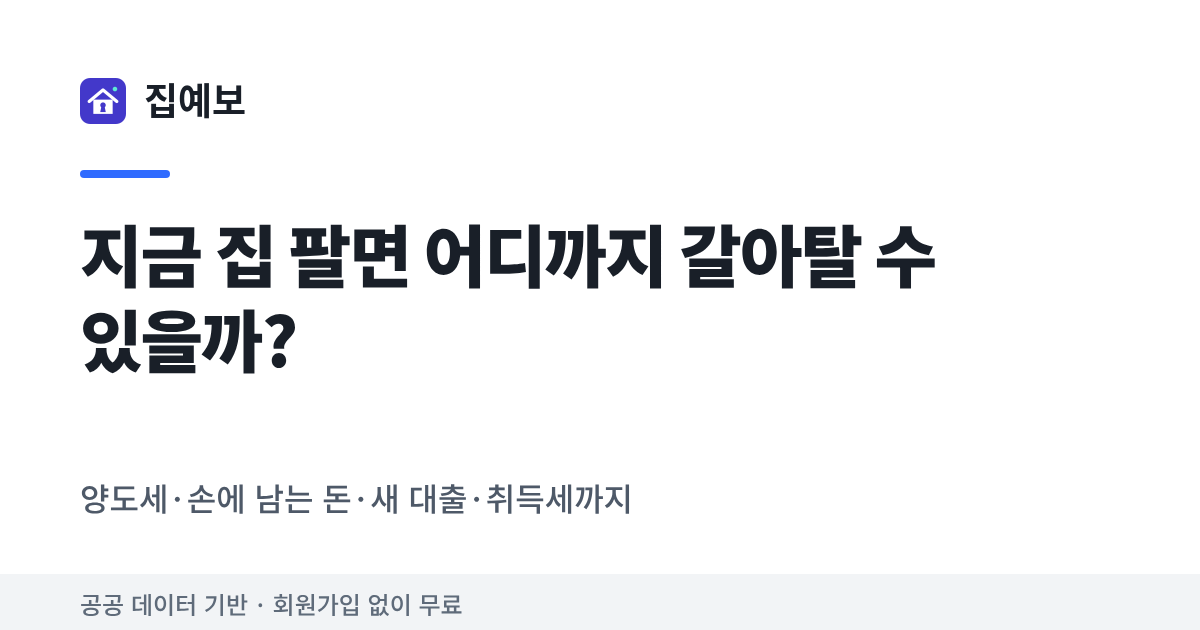 집예보
지금 집 팔면 어디까지 갈아탈 수
있을까?
양도세·손에 남는 돈·새 대출·취득세까지
공공 데이터 기반 · 회원가입 없이 무료